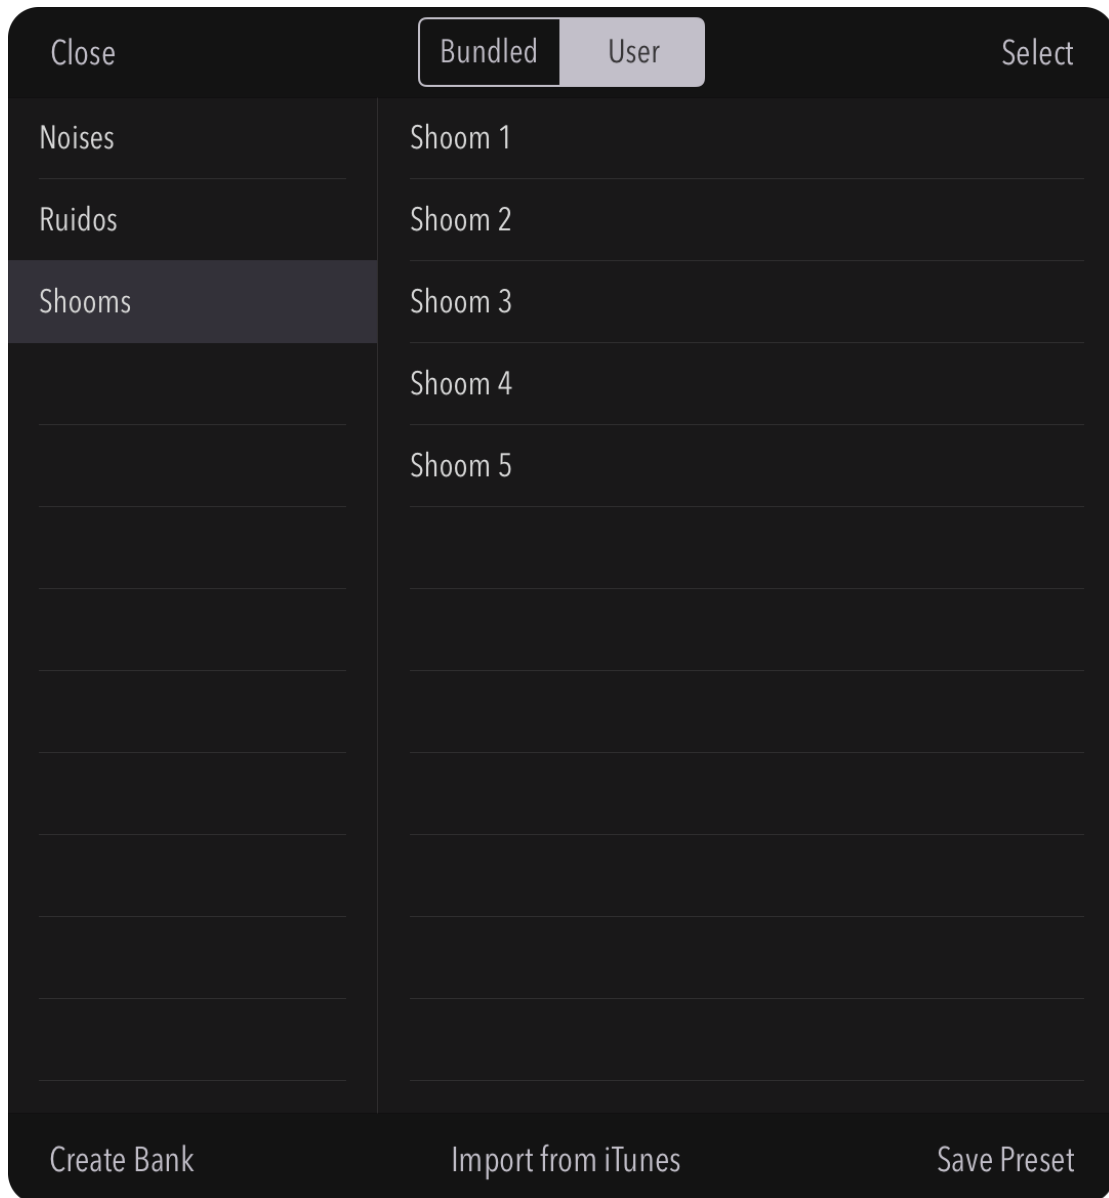 Close
Bundled
User
Select
Noises
Ruidos
Shooms
Shoom 1
Shoom 2
Shoom 3
Shoom 4
Shoom 5
Create Bank
Import from iTunes
Save Preset